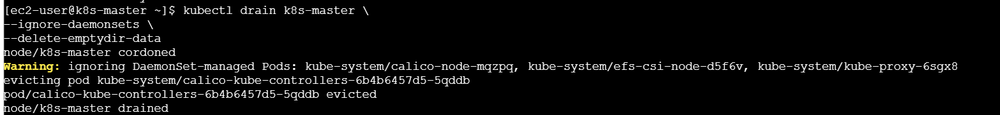 [ec2-user@k8s-master ~]$ kubectl drain k8s-master \
--ignore-daemonsets \
--delete-emptydir-data
node/k8s-master cordoned
Warning: ignoring DaemonSet-managed Pods: kube-system/calico-node-mqzpq, kube-system/efs-csi-node-d5f6v, kube-system/kube-proxy-6sgx8
evicting pod kube-system/calico-kube-controllers-6b4b6457d5-5qddb
pod/calico-kube-controllers-6b4b6457d5-5qddb evicted
node/k8s-master drained